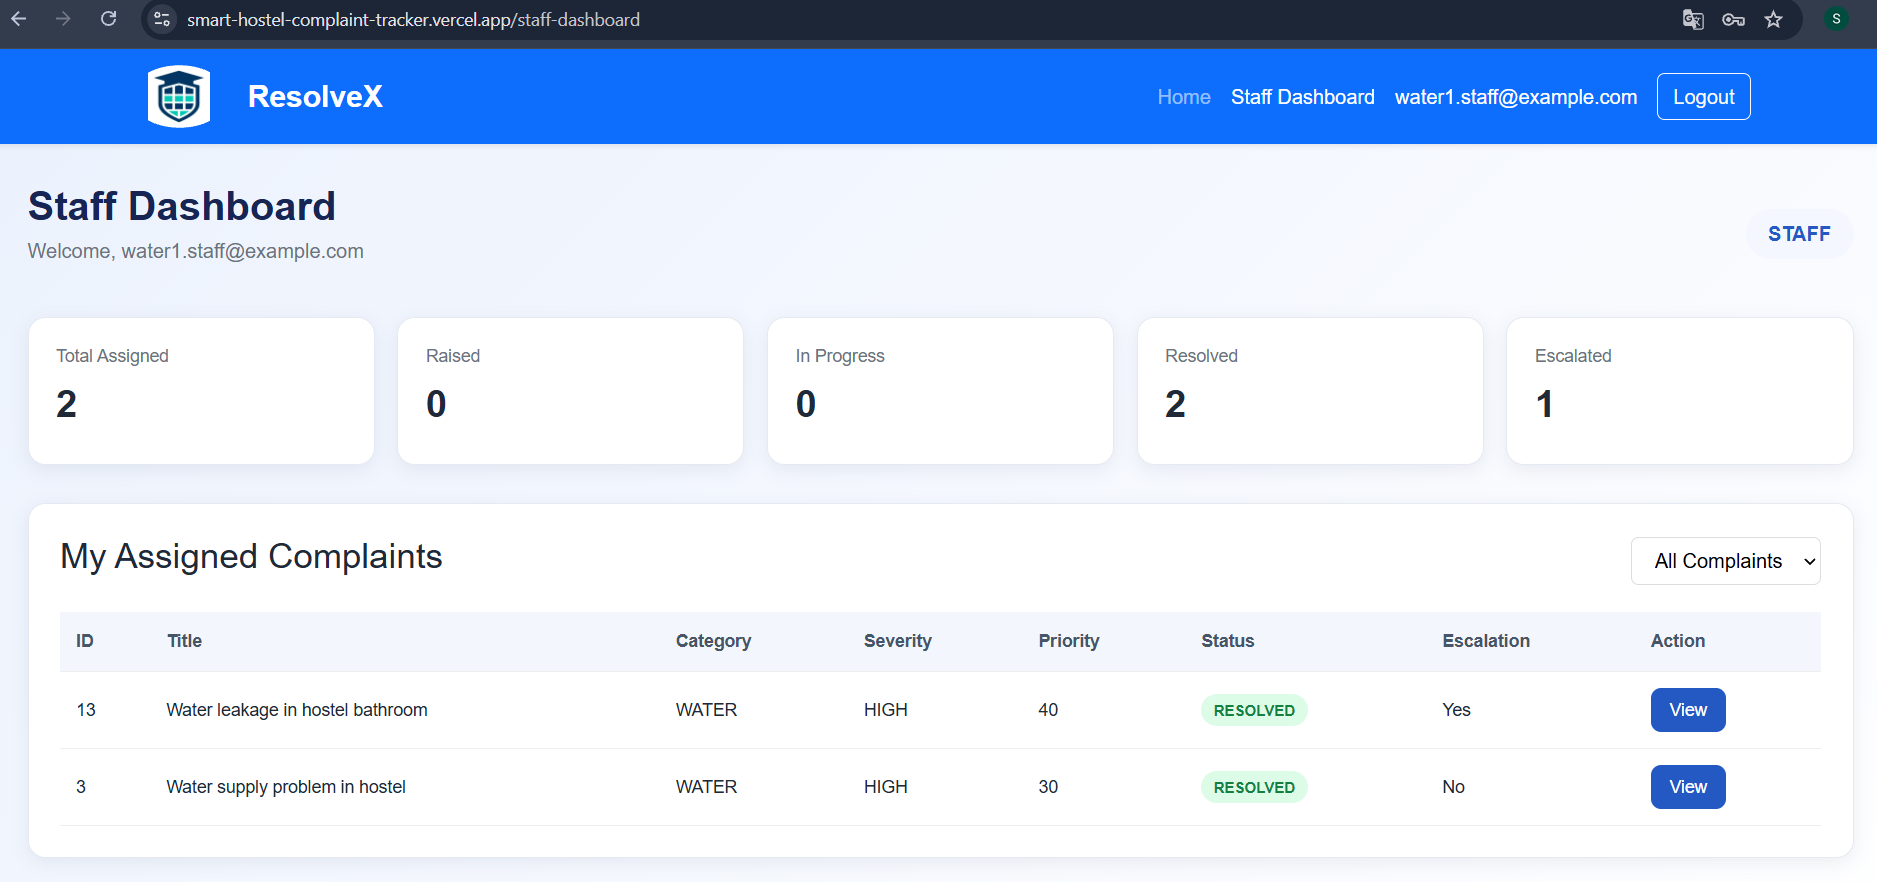 smart-hostel-complaint-tracker.vercel.app/staff-dashboard
S
ResolveX
Home Staff Dashboard water1.staff@example.com Logout
Staff Dashboard
Welcome, water1.staff@example.com
STAFF
Total Assigned Raised In Progress Resolved Escalated
2 0 0 2 1
My Assigned Complaints
All Complaints
ID Title Category Severity Priority Status Escalation Action
13 Water leakage in hostel bathroom WATER HIGH 40 RESOLVED Yes View
3 Water supply problem in hostel WATER HIGH 30 RESOLVED No View